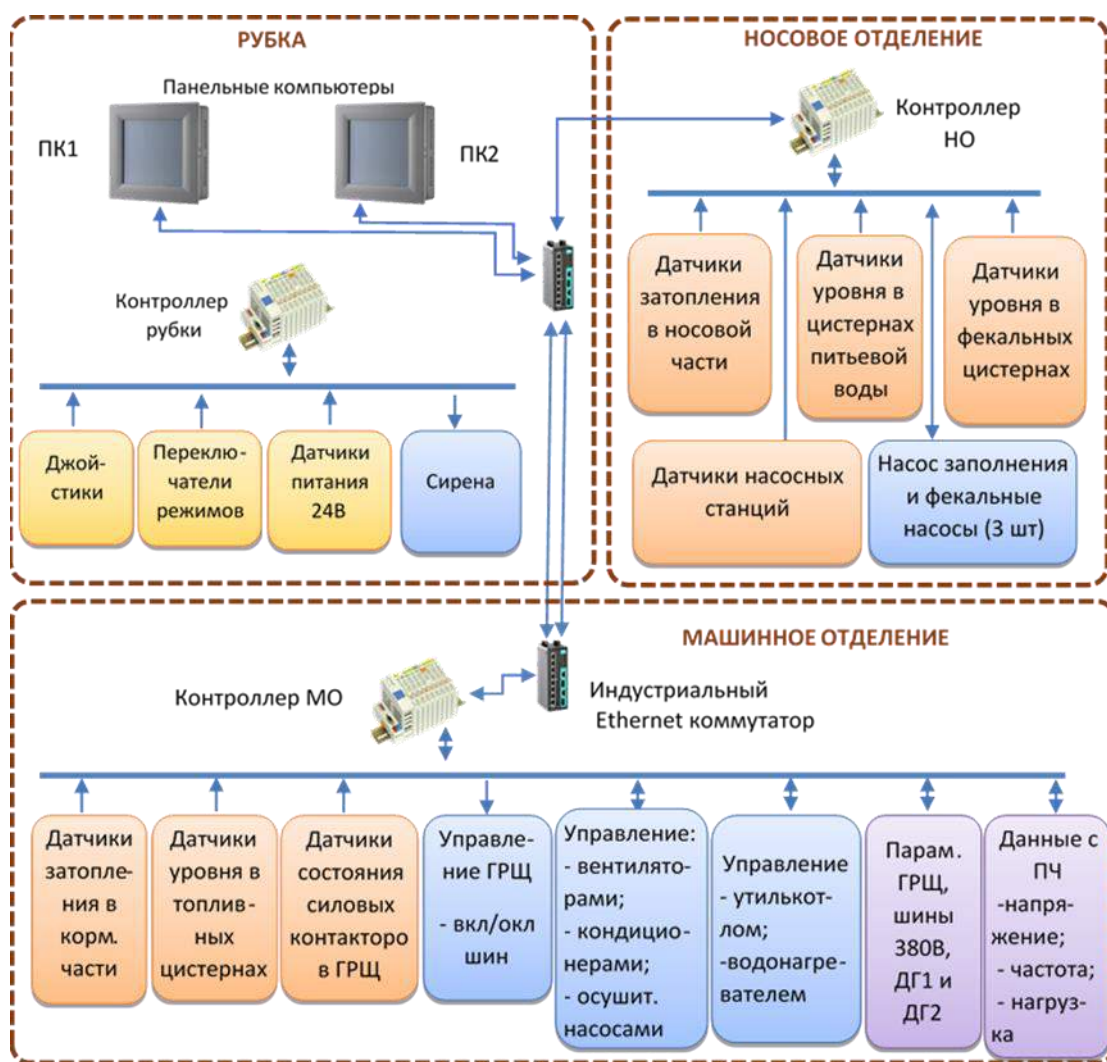 РУБКА
Панельные компьютеры
ПК1
ПК2
Контроллер
рубки
Джой-
стики
Переклю-
чатели
режимов
Датчики
питания
24В
Сирена
НОСОВОЕ ОТДЕЛЕНИЕ
Контроллер
НО
Датчики
затопления
в носовой
части
Датчики
уровня в
цистернах
питьевой
воды
Датчики
уровня в
фекальных
цистернах
Датчики насосных
станций
Насос заполнения
и фекальные
насосы (3 шт)
МАШИННОЕ ОТДЕЛЕНИЕ
Контроллер МО
Индустриальный
Ethernet коммутатор
Датчики
затопле-
ния в
корм.
части
Датчики
уровня в
топлив-
ных
цистернах
Датчики
состояния
силовых
контакторо
в ГРЩ
Управле-
ние ГРЩ
- вкл/окл
шин
Управление:
- вентилято-
рами;
- кондицио-
нерами;
- осушит.
насосами
Управление
- утилькот-
лом;
-водонагре-
вателем
Парам.
ГРЩ,
шины
380В,
ДГ1 и
ДГ2
Данные с
ПЧ
-напря-
жение;
- частота;
- нагруз-
ка